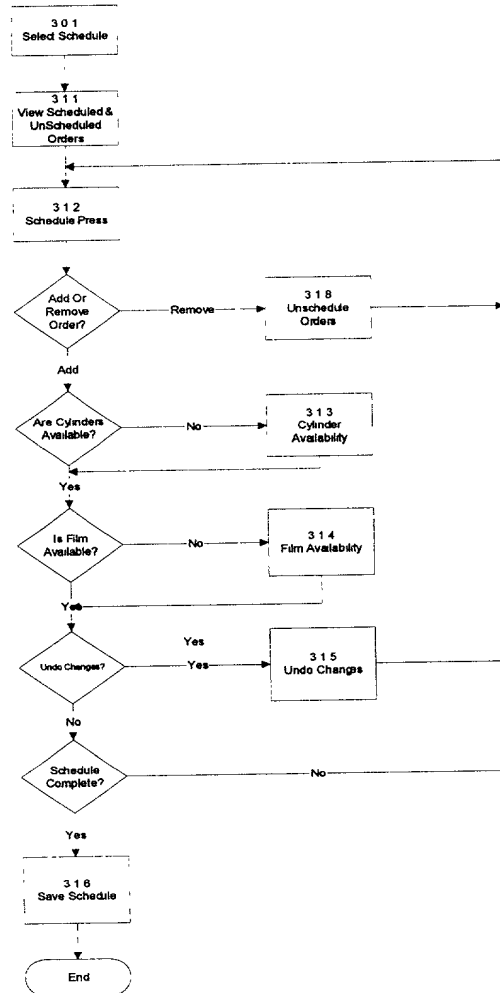 3 0 1
Select Schedule
3 1 1
View Scheduled &
UnScheduled
Orders
3 1 2
Schedule Press
Add Or
Remove
Order?
Remove
3 1 8
Unschedule
Orders
Add
Are Cylinders
Available?
No
3 1 3
Cylinder
Availability
Yes
Is Film
Available?
No
3 1 4
Film Availability
Yes
Undo Changes?
Yes
Yes
3 1 5
Undo Changes
No
Schedule
Complete?
No
Yes
3 1 6
Save Schedule
End